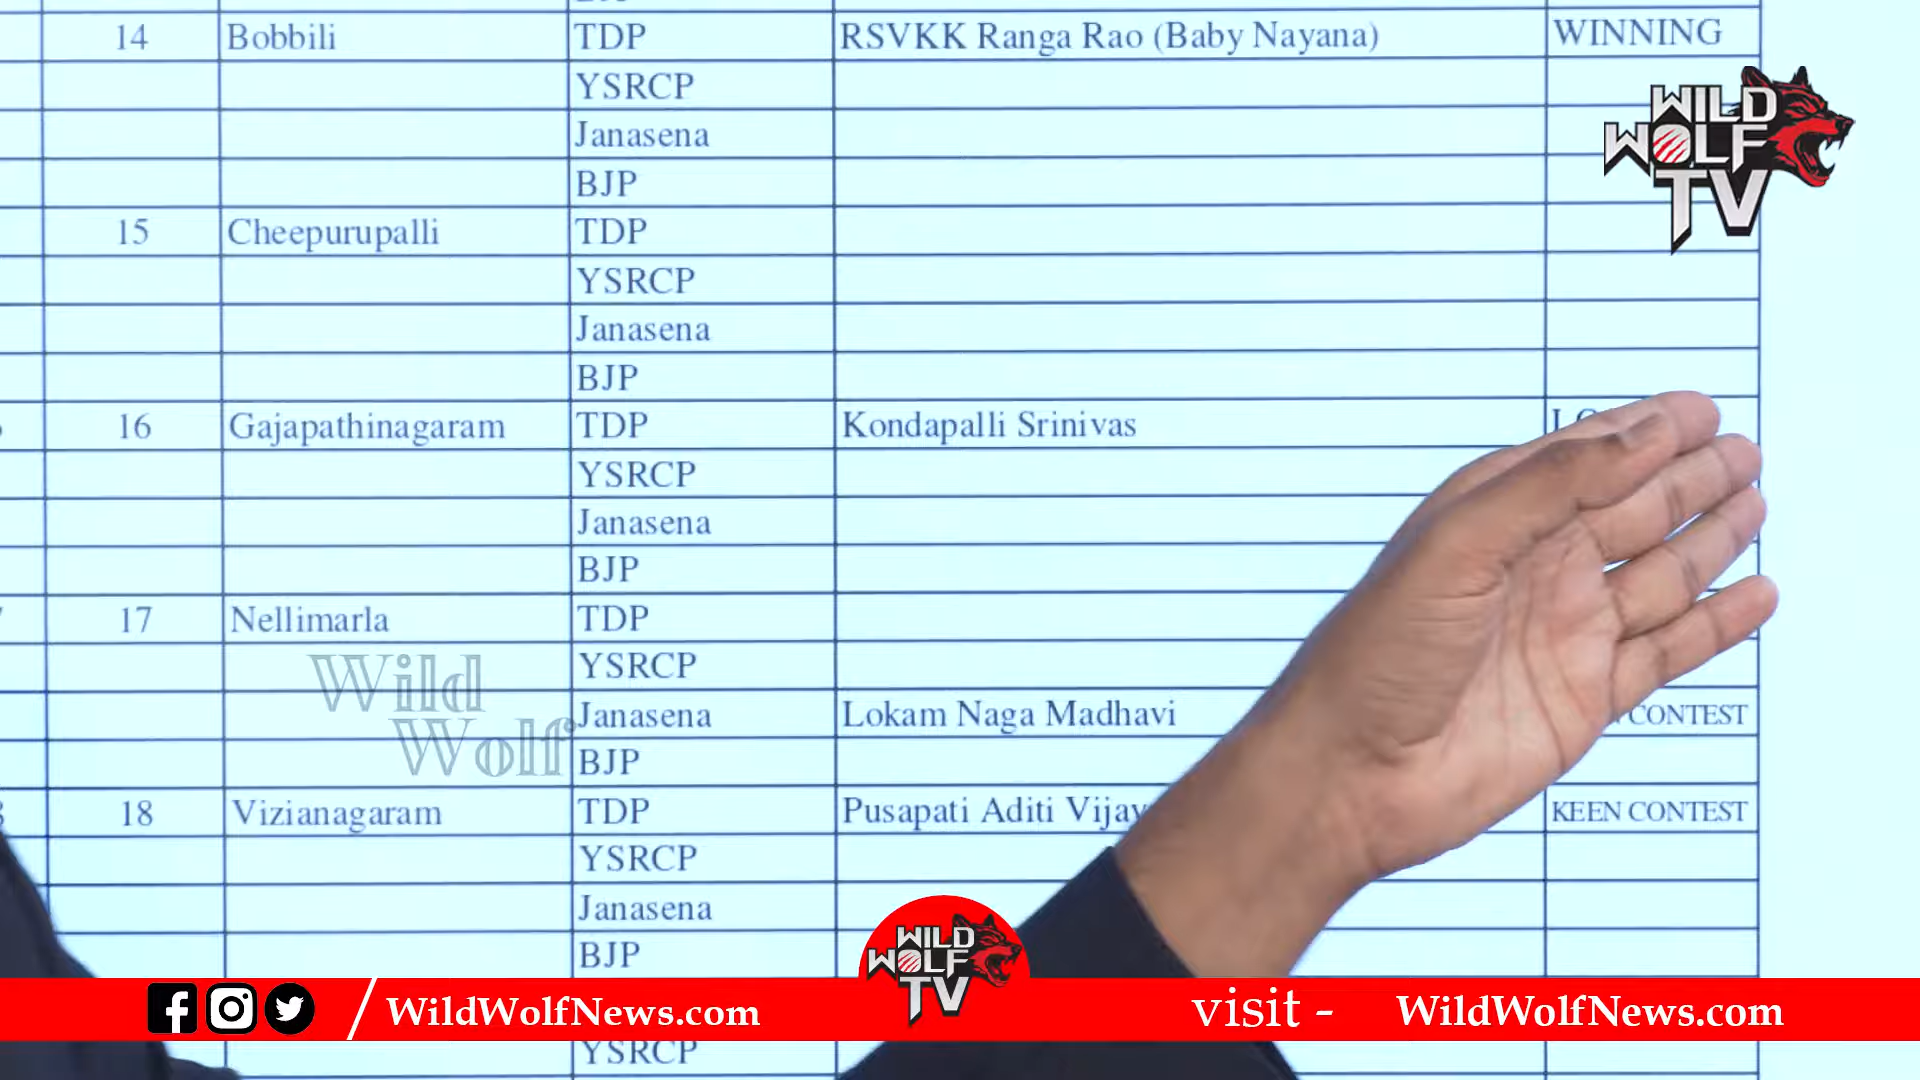 14 Bobbili TDP RSVKK Ranga Rao (Baby Nayana) WINNING
YSRCP
Janasena
BJP
15 Cheepurupalli TDP
YSRCP
Janasena
BJP
16 Gajapathinagaram TDP Kondapalli Srinivas
YSRCP
Janasena
BJP
17 Nellimarla TDP
YSRCP
Janasena Lokam Naga Madhavi CONTEST
BJP
18 Vizianagaram TDP Pusapati Aditi KEEN CONTEST
YSRCP
Janasena
BJP
YSRCP
WILD
WOLF
TV
Wild
Wolf
WildWolfNews.com
WILD
WOLF
TV
visit - WildWolfNews.com